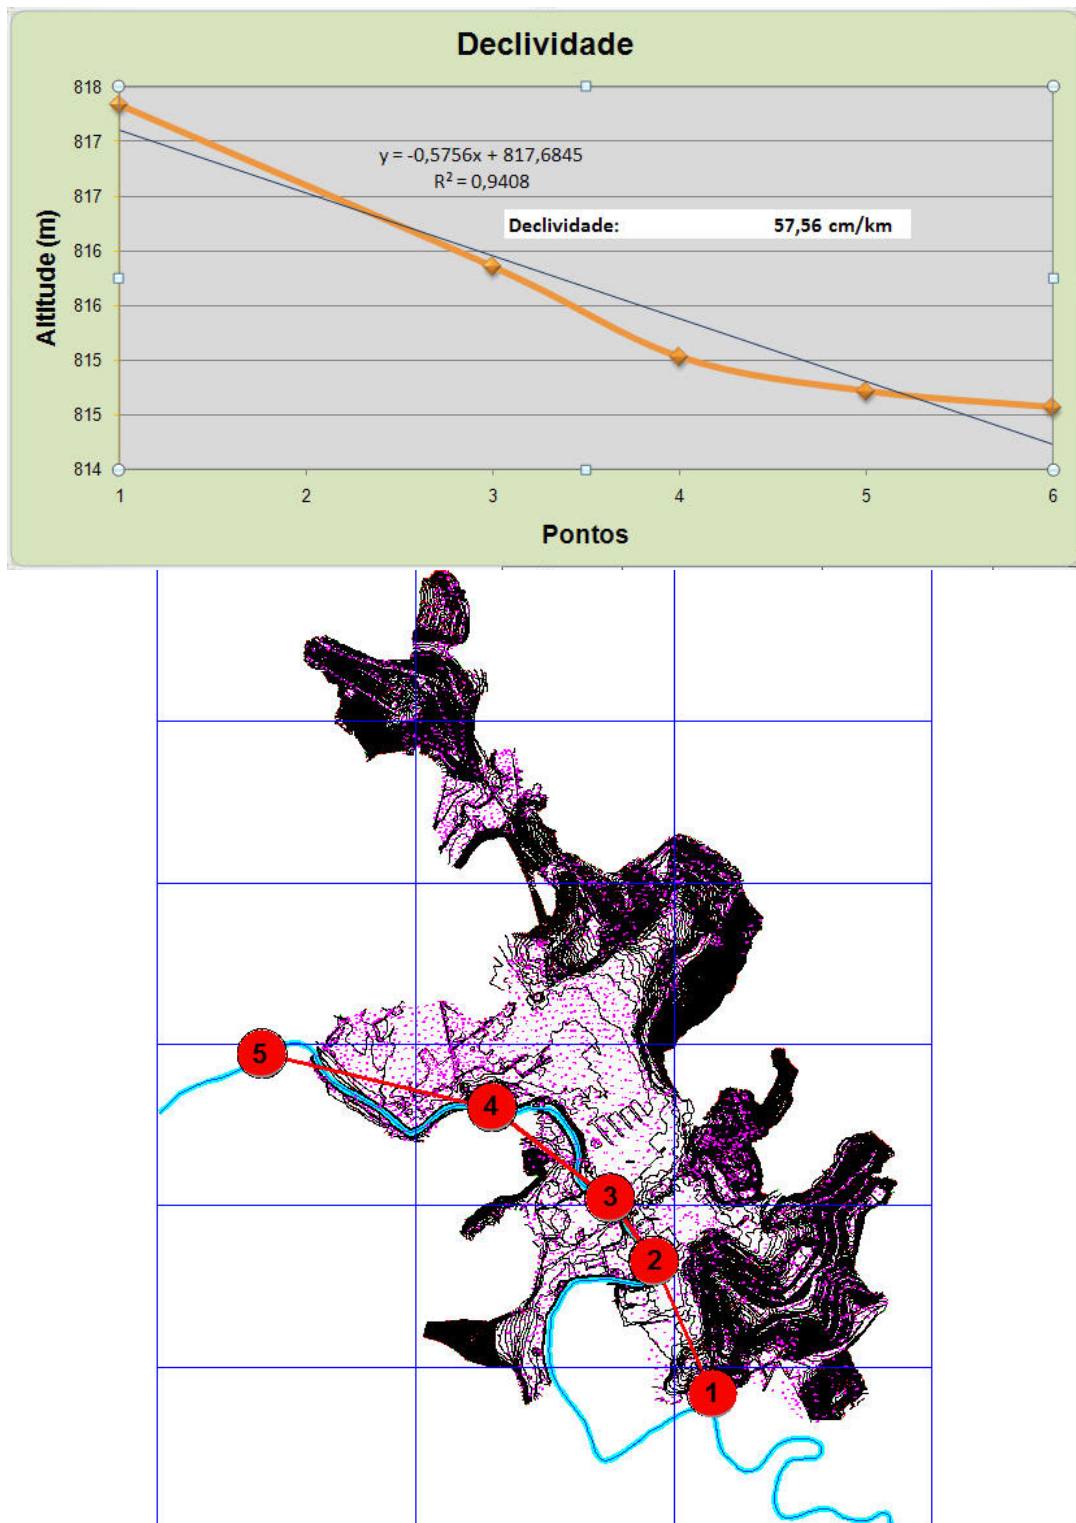 Declividade
818
817
y = -0,5756x + 817,6845
817
R² = 0,9408
Declividade: 57,56 cm/km
816
Altitude (m)
816
815
815
814
1 2 3 4 5 6
Pontos
5
4
3
2
1